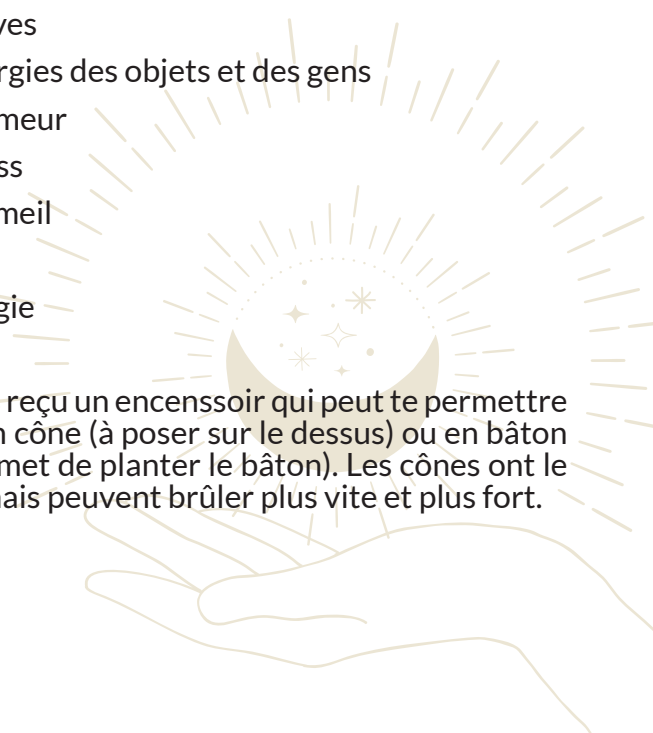 ves
rgies des objets et des gens
meur
ss
meil
gie
reçu un encenssoir qui peut te permettre
n cône (à poser sur le dessus) ou en bâton
met de planter le bâton). Les cônes ont le
ais peuvent brûler plus vite et plus fort.